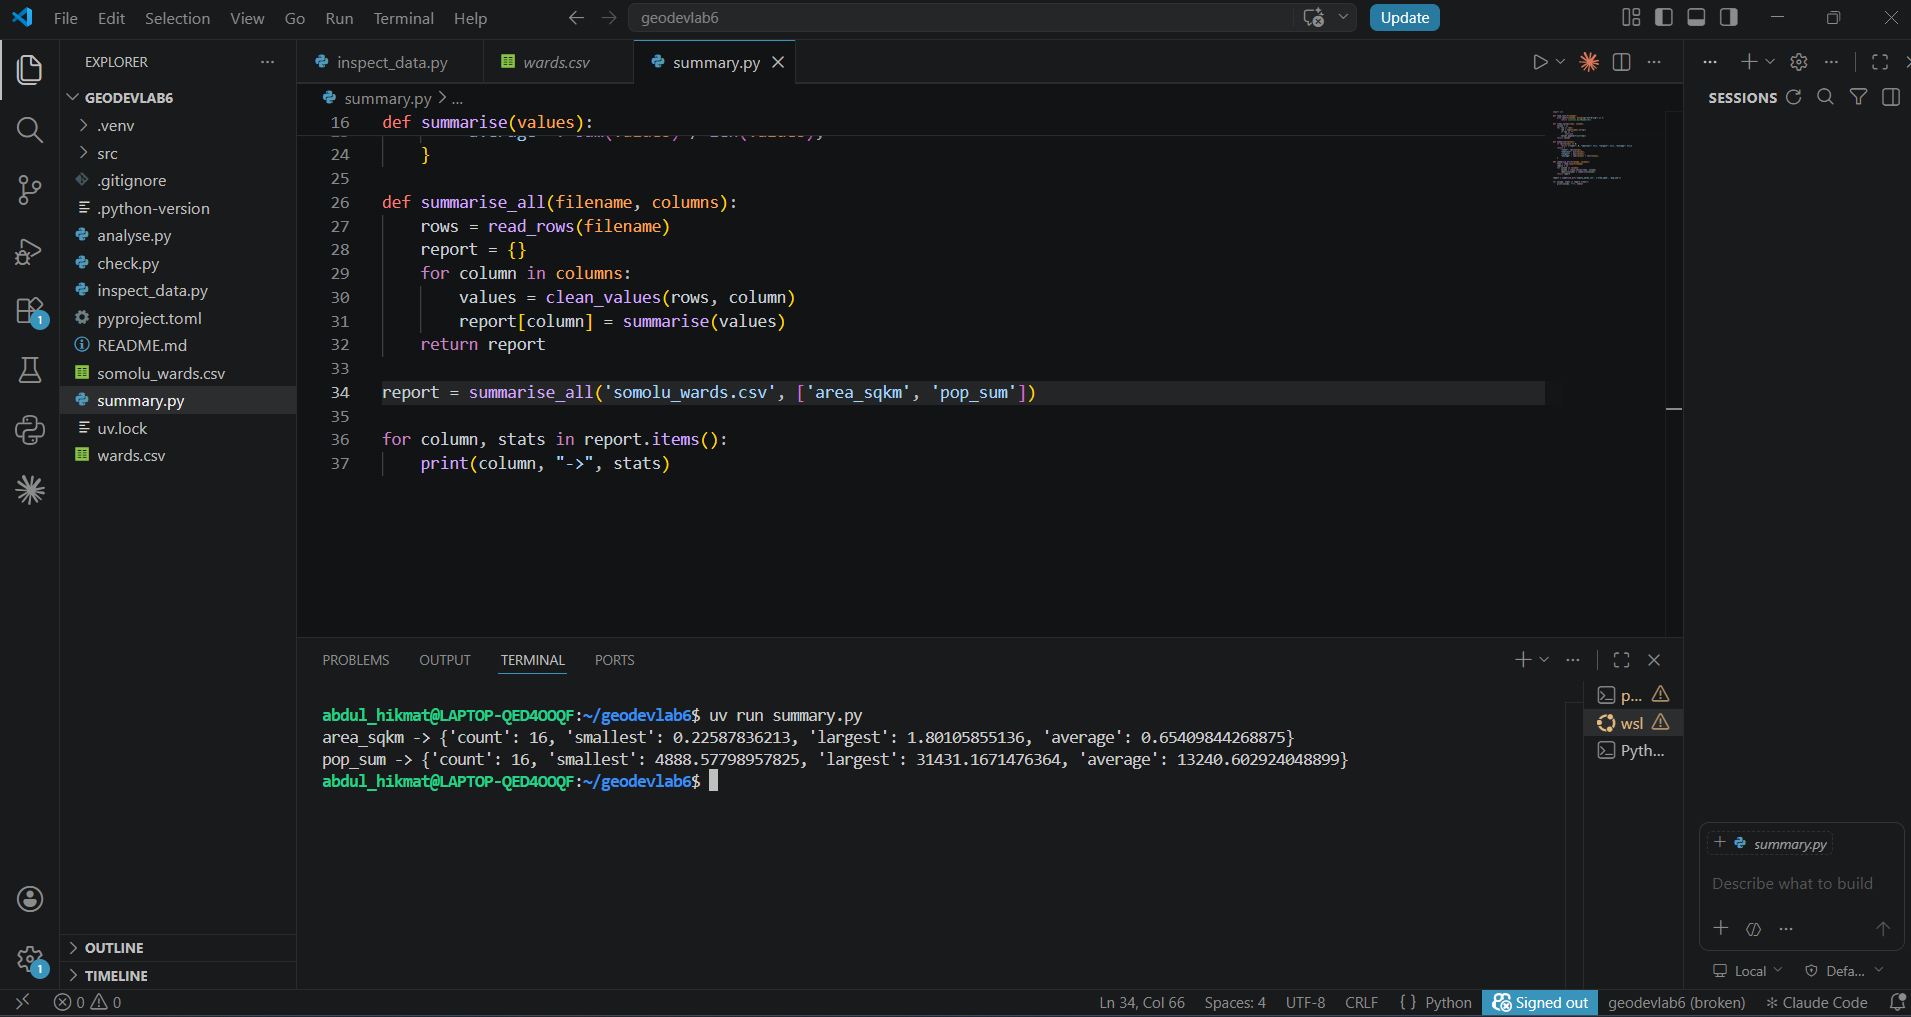 File Edit Selection View Go Run Terminal Help
geodevlab6
Update
EXPLORER
GEODEVLAB6
.venv
src
.gitignore
.python-version
analyse.py
check.py
inspect_data.py
pyproject.toml
README.md
somolu_wards.csv
summary.py
uv.lock
wards.csv
OUTLINE
TIMELINE
inspect_data.py wards.csv summary.py
summary.py > ...
16 def summarise(values):
24 }
25
26 def summarise_all(filename, columns):
27 rows = read_rows(filename)
28 report = {}
29 for column in columns:
30 values = clean_values(rows, column)
31 report[column] = summarise(values)
32 return report
33
34 report = summarise_all('somolu_wards.csv', ['area_sqkm', 'pop_sum'])
35
36 for column, stats in report.items():
37 print(column, "->", stats)
PROBLEMS OUTPUT TERMINAL PORTS
abdul_hikmat@LAPTOP-QED4OOQF:~/geodevlab6$ uv run summary.py
area_sqkm -> {'count': 16, 'smallest': 0.22587836213, 'largest': 1.80105855136, 'average': 0.65409844268875}
pop_sum -> {'count': 16, 'smallest': 4888.57798957825, 'largest': 31431.1671476364, 'average': 13240.602924048899}
abdul_hikmat@LAPTOP-QED4OOQF:~/geodevlab6$
p...
wsl
Pyth...
SESSIONS
summary.py
Describe what to build
Local Defa...
1
1
0 0
Ln 34, Col 66 Spaces: 4 UTF-8 CRLF { } Python Signed out geodevlab6 (broken) Claude Code